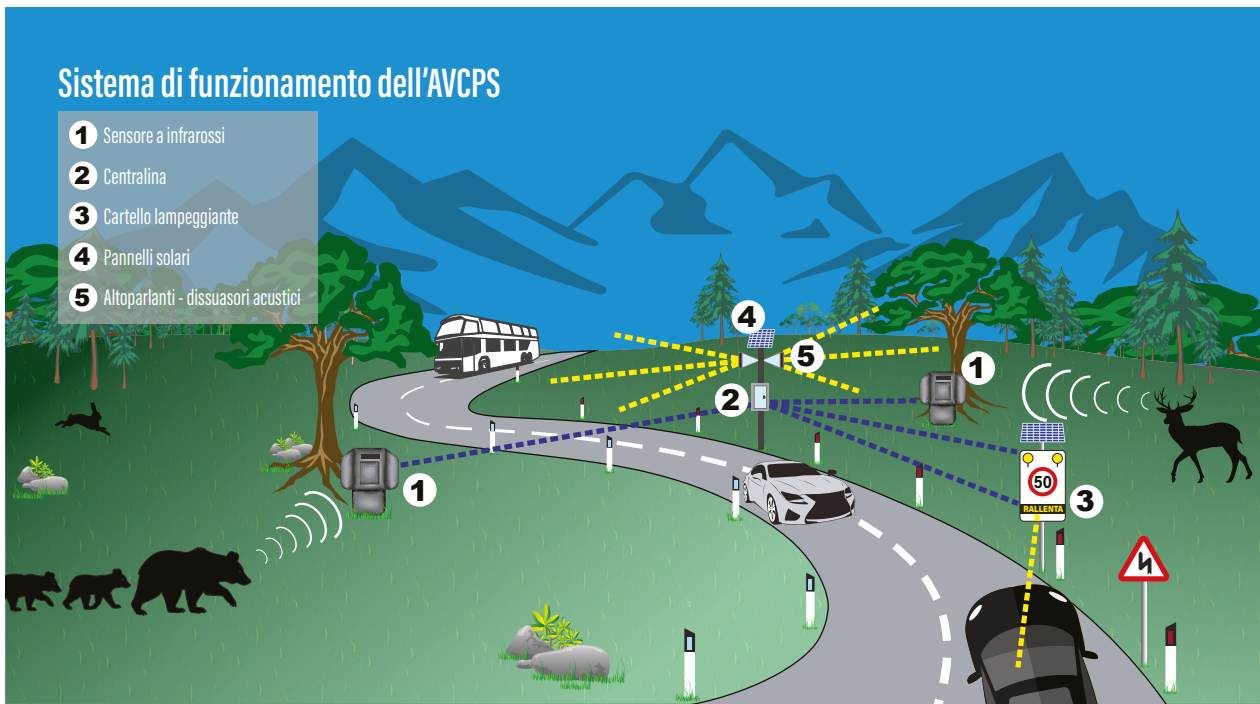 Sistema di funzionamento dell'AVCPS
1 Sensore a infrarossi
2 Centralina
3 Cartello lampeggiante
4 Pannelli solari
5 Altoparlanti - dissuasori acustici
4
5
1
2
50
RALLENTA
3
1